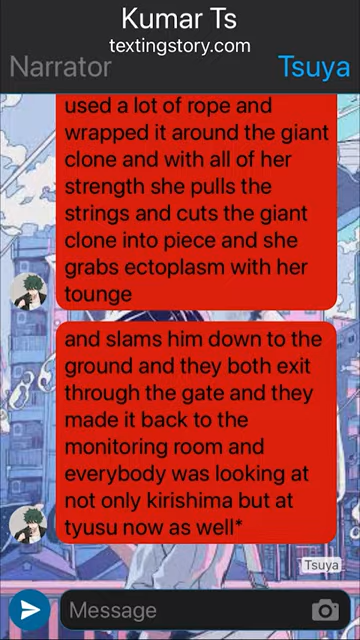 Kumar Ts
textingstory.com
Narrator
Tsuya
used a lot of rope and
wrapped it around the giant
clone and with all of her
strength she pulls the
strings and cuts the giant
clone into piece and she
grabs ectoplasm with her
tounge
and slams him down to the
ground and they both exit
through the gate and they
made it back to the
monitoring room and
everybody was looking at
not only kirishima but at
tyusu now as well*
Tsuya
Message